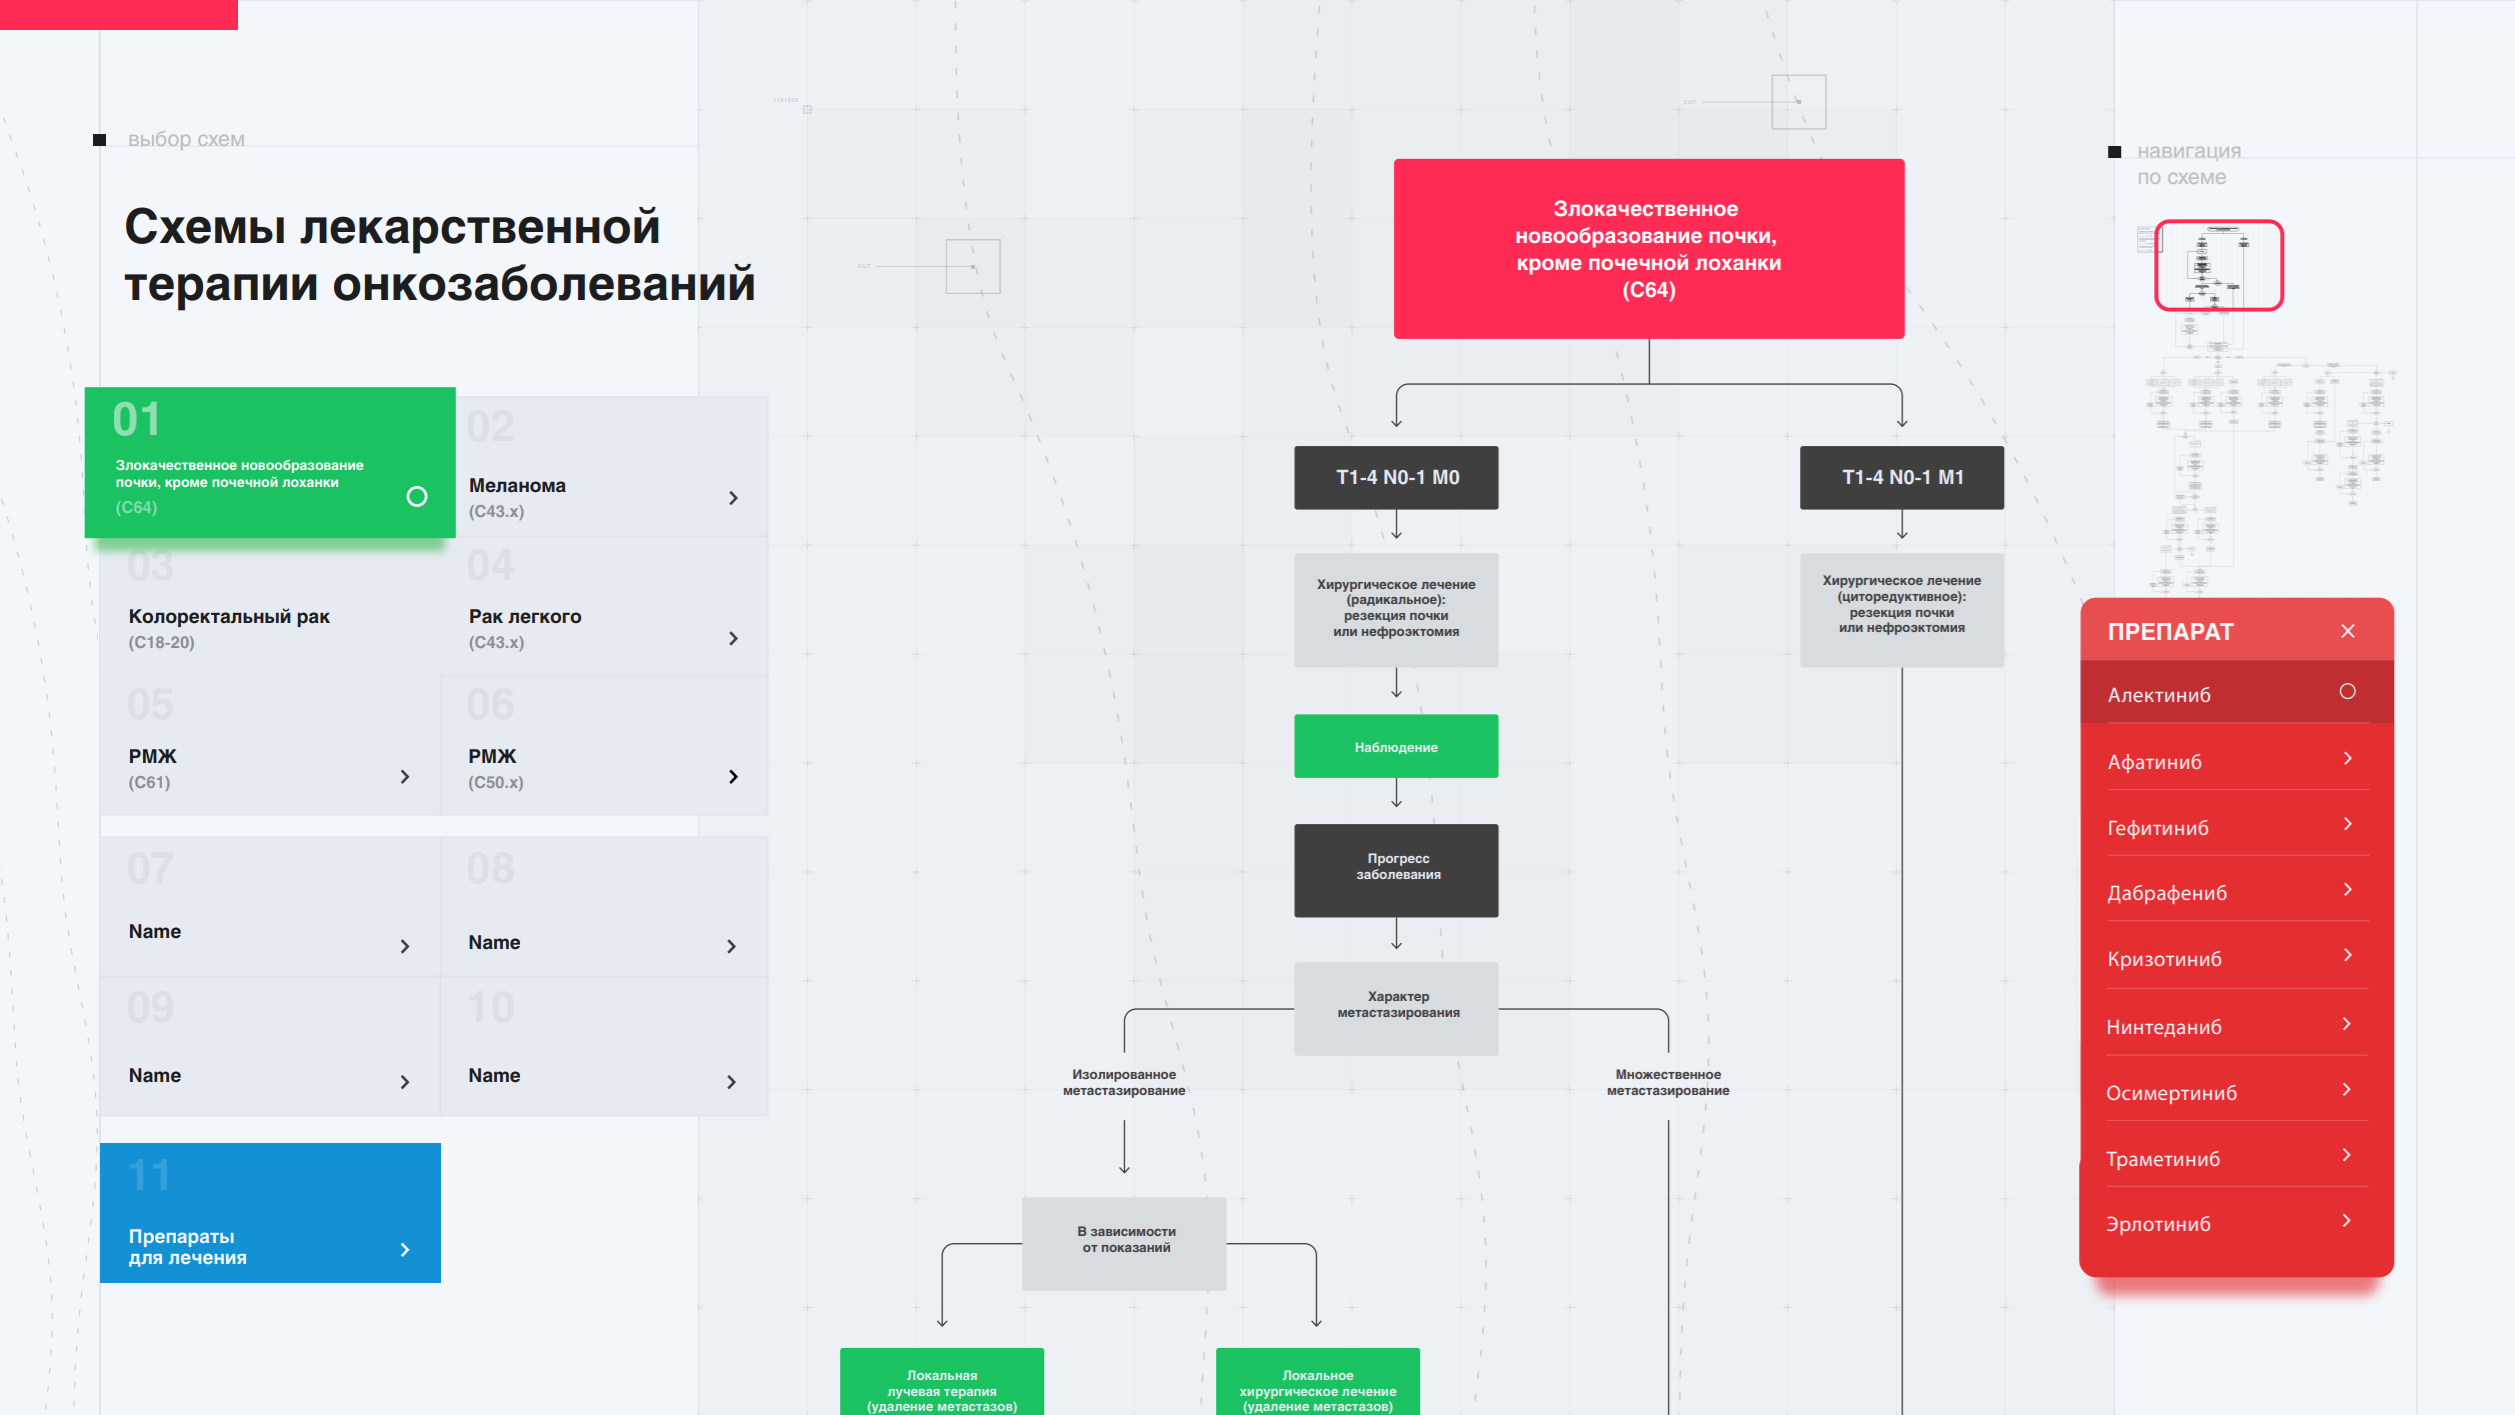 выбор схем
Схемы лекарственной
терапии онкозаболеваний
01
Злокачественное новообразование
почки, кроме почечной лоханки
(C64)
02
Меланома
(C43.x)
03
Колоректальный рак
(C18-20)
04
Рак легкого
(C43.x)
05
РМЖ
(C61)
06
РМЖ
(C50.x)
07
Name
08
Name
09
Name
10
Name
11
Препараты
для лечения
CUT
CUT
Злокачественное
новообразование почки,
кроме почечной лоханки
(C64)
T1-4 N0-1 M0
T1-4 N0-1 M1
Хирургическое лечение
(радикальное):
резекция почки
или нефроэктомия
Хирургическое лечение
(циторедуктивное):
резекция почки
или нефроэктомия
Наблюдение
Прогресс
заболевания
Характер
метастазирования
Изолированное
метастазирование
Множественное
метастазирование
В зависимости
от показаний
Локальная
лучевая терапия
(удаление метастазов)
Локальное
хирургическое лечение
(удаление метастазов)
навигация
по схеме
ПРЕПАРАТ
Алектиниб
Афатиниб
Гефитиниб
Дабрафениб
Кризотиниб
Нинтеданиб
Осимертиниб
Траметиниб
Эрлотиниб